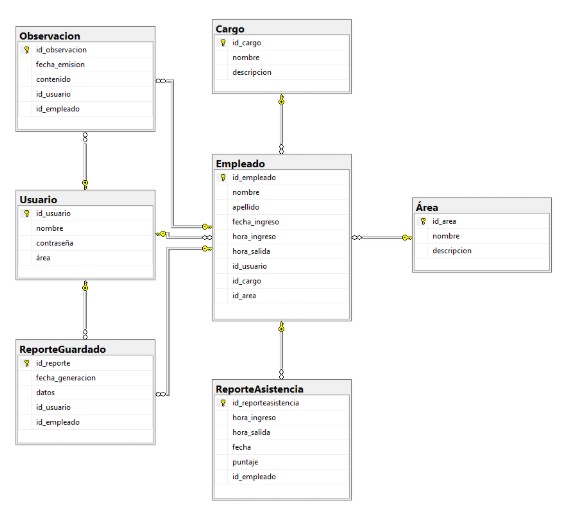 Observacion
id_observacion
fecha_emision
contenido
id_usuario
id_empleado
Cargo
id_cargo
nombre
descripcion
Usuario
id_usuario
nombre
contraseña
área
Empleado
id_empleado
nombre
apellido
fecha_ingreso
hora_ingreso
hora_salida
id_usuario
id_cargo
id_area
Área
id_area
nombre
descripcion
ReporteGuardado
id_reporte
fecha_generacion
datos
id_usuario
id_empleado
ReporteAsistencia
id_reporteasistencia
hora_ingreso
hora_salida
fecha
puntaje
id_empleado